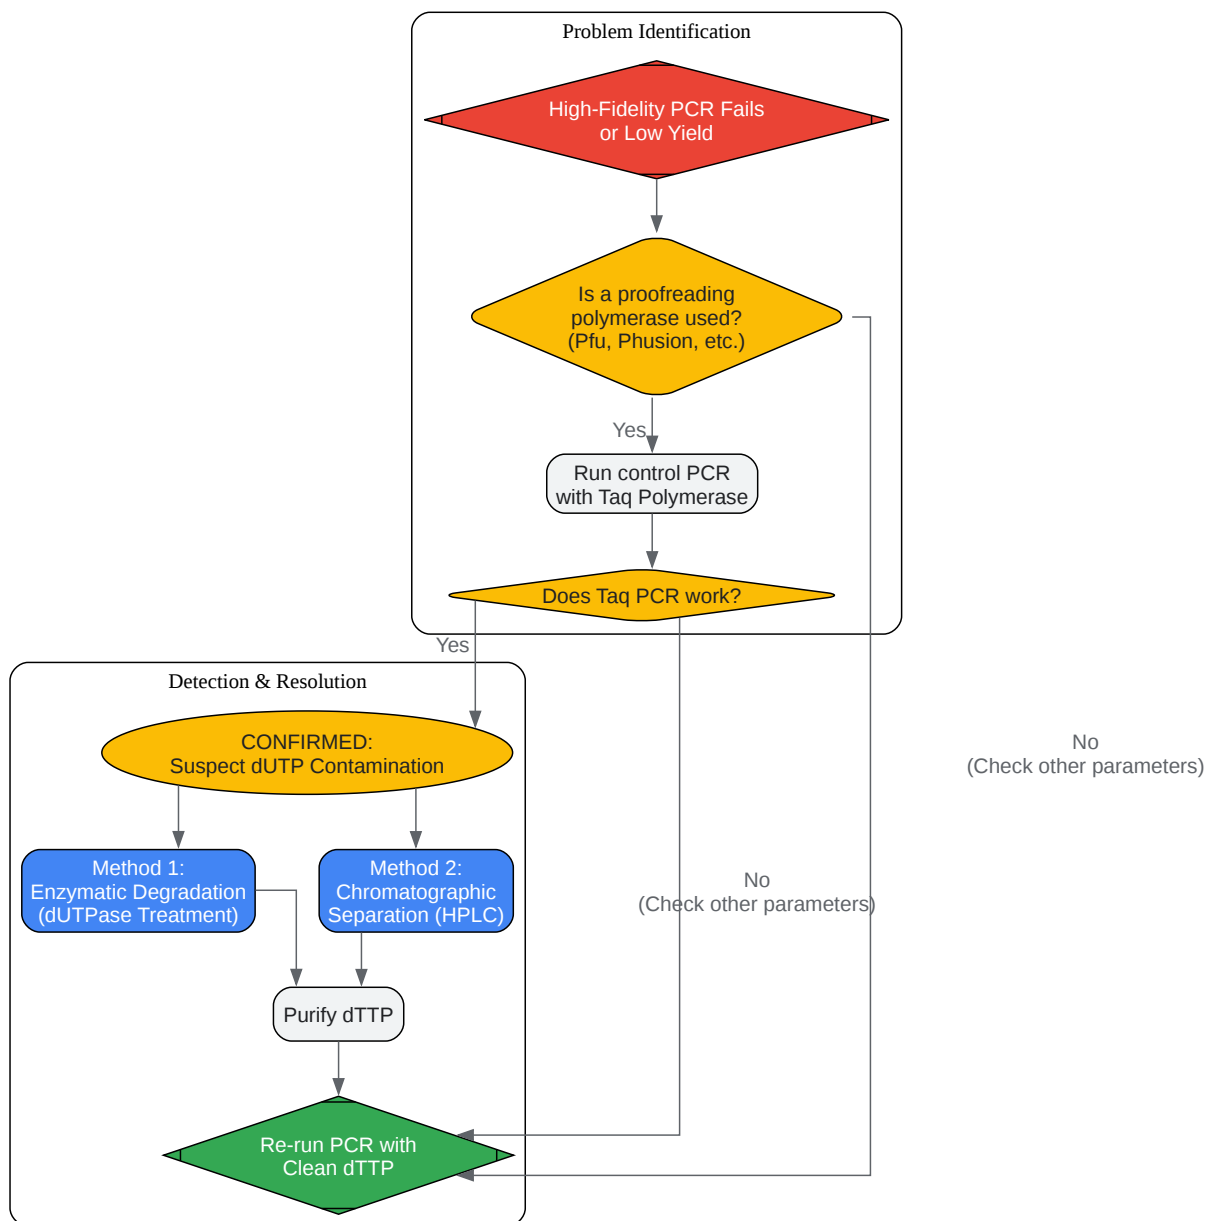 Problem Identification
High-Fidelity PCR Fails
or Low Yield
Is a proofreading
polymerase used?
(Pfu, Phusion, etc.)
Yes
Run control PCR
with Taq Polymerase
Does Taq PCR work?
Yes
Detection & Resolution
CONFIRMED:
Suspect dUTP Contamination
No
(Check other parameters)
Method 1:
Enzymatic Degradation
(dUTPase Treatment)
Method 2:
Chromatographic
Separation (HPLC)
No
(Check other parameters)
Purify dTTP
Re-run PCR with
Clean dTTP